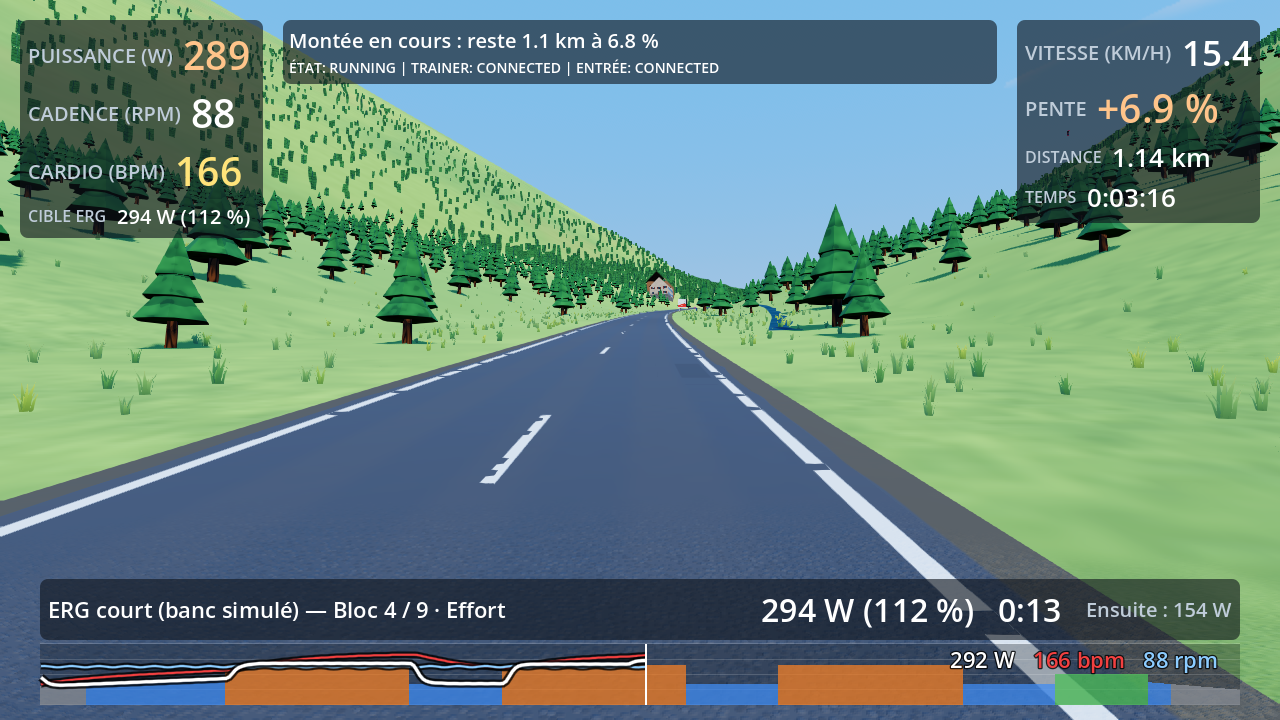 PUISSANCE (W) 289
CADENCE (RPM) 88
CARDIO (BPM) 166
CIBLE ERG 294 W (112 %)
Montée en cours : reste 1.1 km à 6.8 %
ÉTAT: RUNNING | TRAINER: CONNECTED | ENTRÉE: CONNECTED
VITESSE (KM/H) 15.4
PENTE +6.9 %
DISTANCE 1.14 km
TEMPS 0:03:16
ERG court (banc simulé) — Bloc 4 / 9 · Effort 294 W (112 %) 0:13 Ensuite : 154 W
292 W 166 bpm 88 rpm